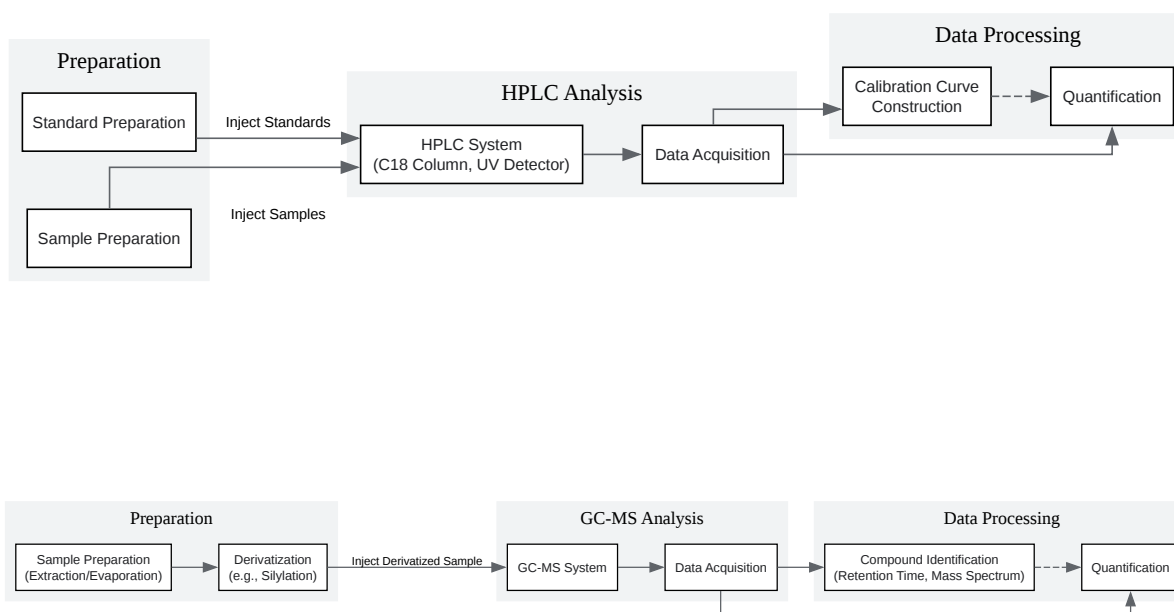 Preparation
Standard Preparation
Sample Preparation
Inject Standards
Inject Samples
HPLC Analysis
HPLC System
(C18 Column, UV Detector)
Data Acquisition
Data Processing
Calibration Curve
Construction
Quantification
Preparation
Sample Preparation
(Extraction/Evaporation)
Derivatization
(e.g., Silylation)
Inject Derivatized Sample
GC-MS Analysis
GC-MS System
Data Acquisition
Data Processing
Compound Identification
(Retention Time, Mass Spectrum)
Quantification